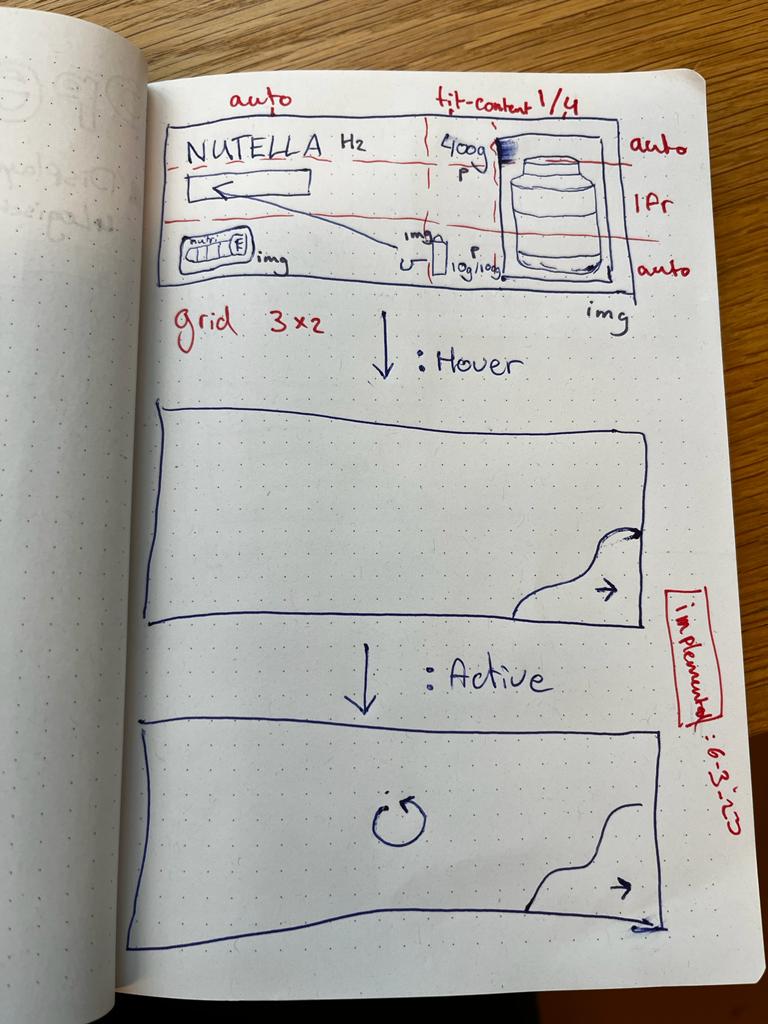 auto fit-content 1/4
NUTELLA H2 400g auto
P
1Fr
nutri E img img P 10g/100g auto
img
grid 3x2
:Hover
:Active
: 6-3-'23